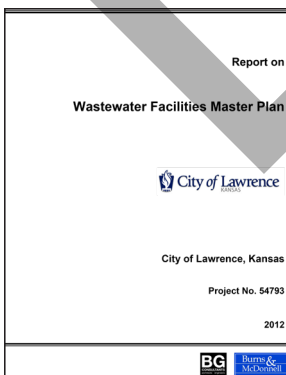 Report on
Wastewater Facilities Master Plan
City of Lawrence
KANSAS
City of Lawrence, Kansas
Project No. 54793
2012
BG
CONSULTANTS
Burns &
McDonnell